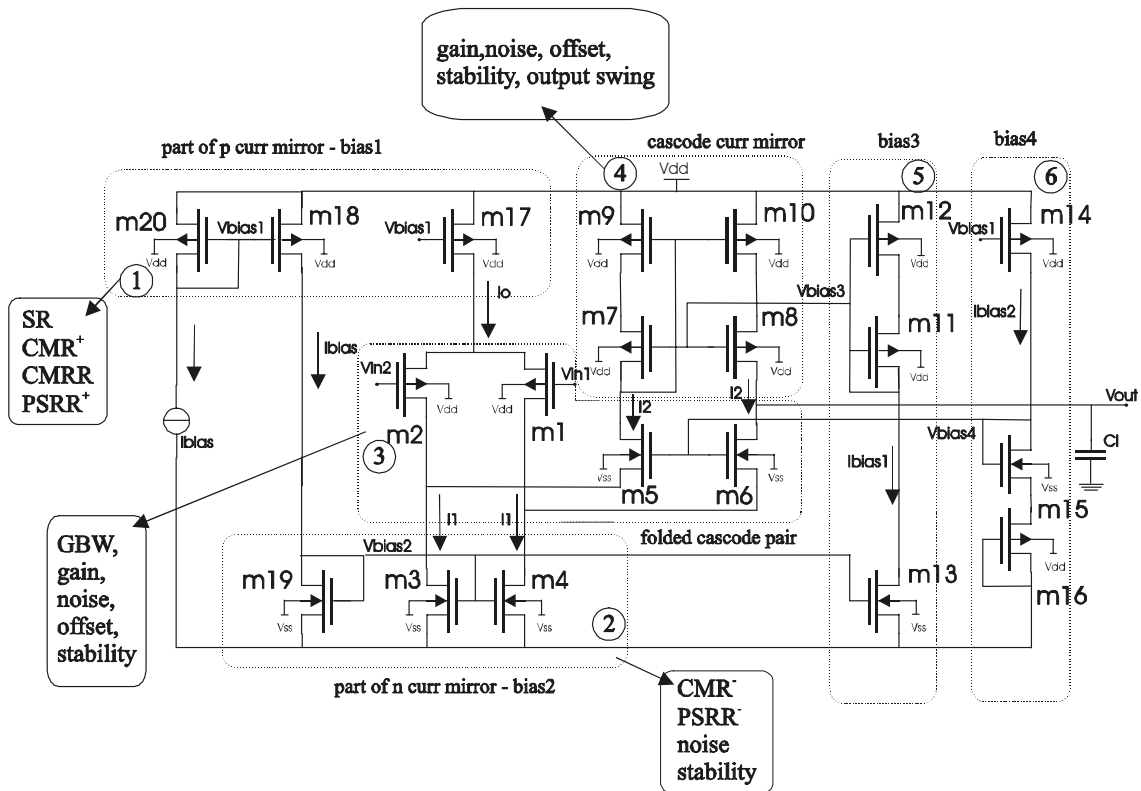 gain,noise, offset,
stability, output swing
part of p curr mirror - bias1
cascode curr mirror
bias3
bias4
4
Vdd
5
6
m20
Vbias1
m18
Vbias1
m17
m9
m10
m12
Vbias1
m14
Vdd
Vdd
Vdd
Vdd
Vdd
Vdd
Vdd
1
Io
Vbias3
SR
CMR+
CMRR
PSRR+
Ibias
m7
m8
m11
Ibias2
Vin2
Vin1
Vdd
Vdd
Vdd
Vdd
Vdd
I2
I2
Vout
Ibias
m2
m1
3
Vbias4
Cl
Vss
Vss
Vss
m5
m6
Ibias1
m15
I1
I1
folded cascode pair
GBW,
gain,
noise,
offset,
stability
Vbias2
m19
m3
m4
m13
Vdd
m16
Vss
Vss
Vss
Vss
2
part of n curr mirror - bias2
CMR-
PSRR-
noise
stability